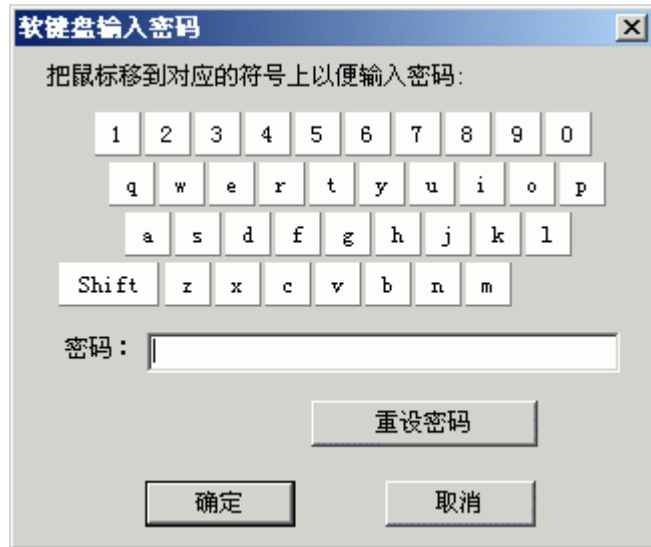 软键盘输入密码
把鼠标移到对应的符号上以便输入密码:
1 2 3 4 5 6 7 8 9 0
q w e r t y u i o p
a s d f g h j k l
Shift z x c v b n m
密码：
重设密码
确定 取消